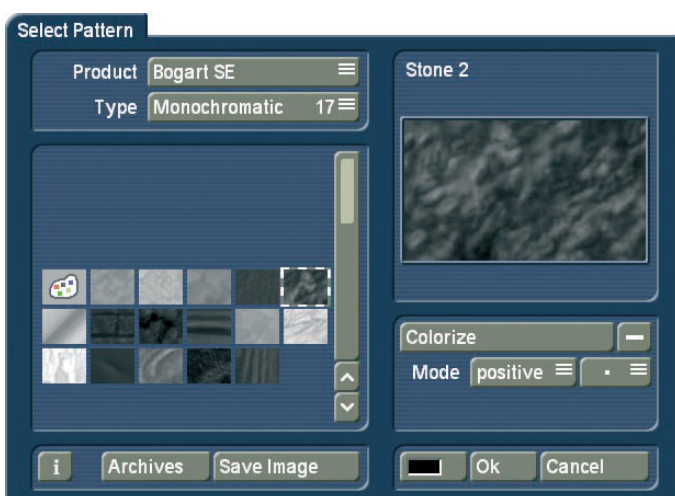 Select Pattern
Product Bogart SE
Type Monochromatic 17
Stone 2
Colorize
Mode positive
i Archives Save Image
Ok Cancel